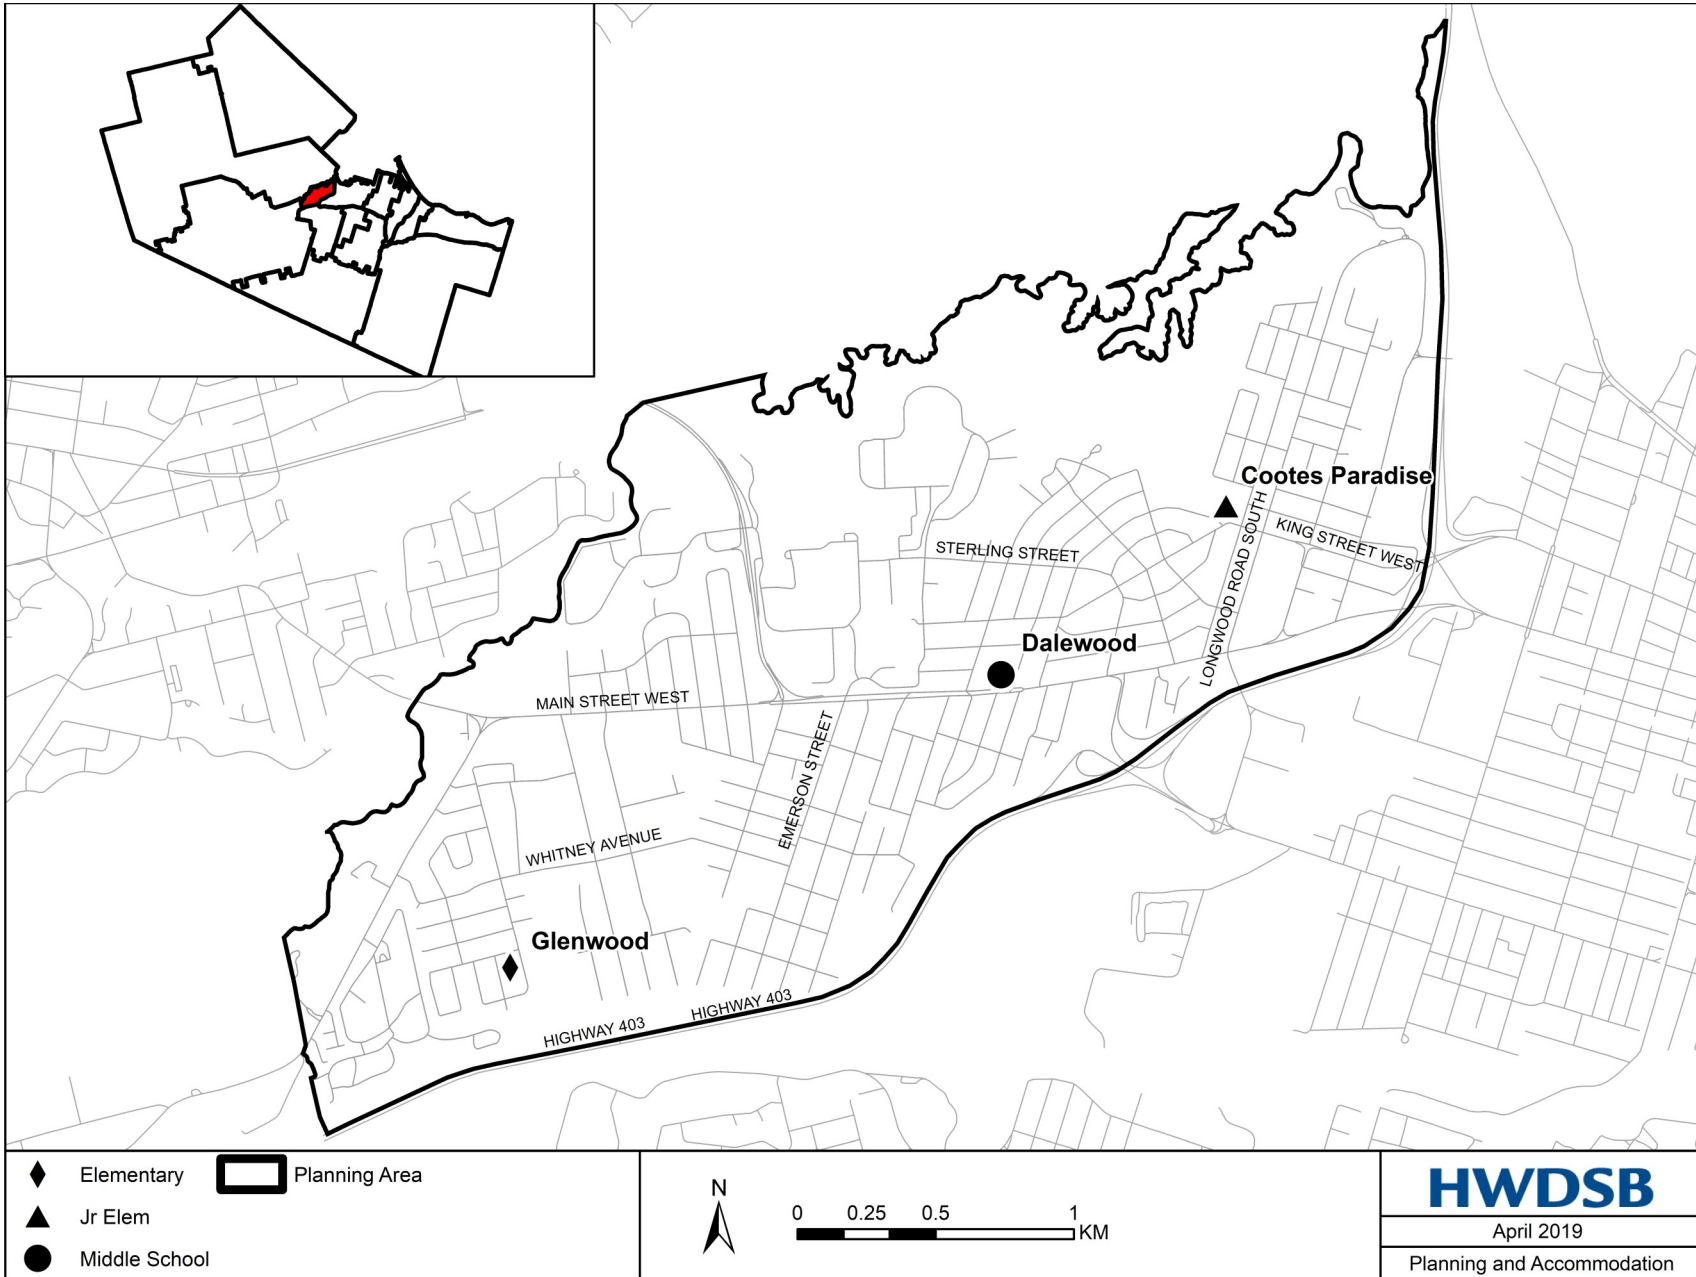 Cootes Paradise
KING STREET WEST
STERLING STREET
LONGWOOD ROAD SOUTH
Dalewood
MAIN STREET WEST
EMERSON STREET
WHITNEY AVENUE
Glenwood
HIGHWAY 403
HIGHWAY 403
Elementary
Planning Area
Jr Elem
Middle School
N
0 0.25 0.5 1
KM
HWDSB
April 2019
Planning and Accommodation